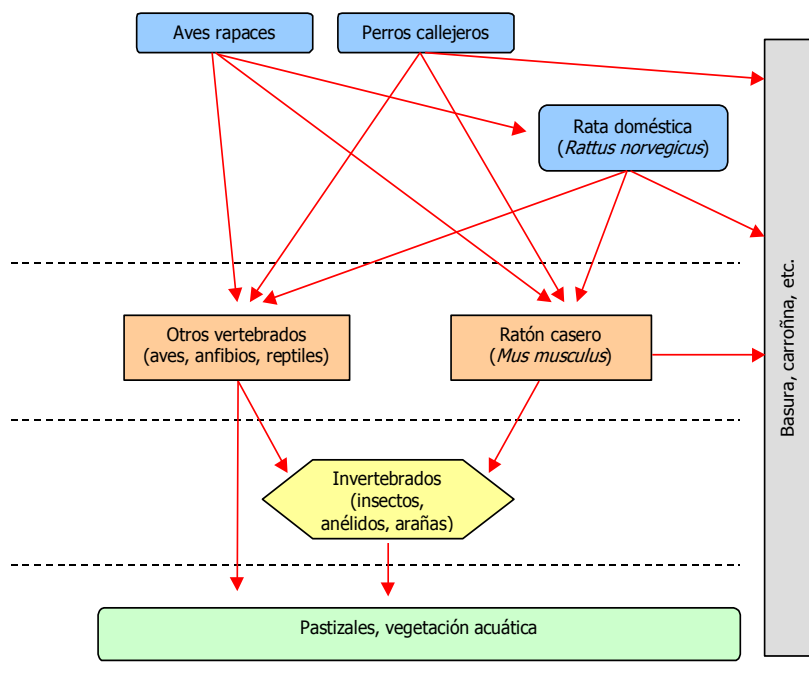 Aves rapaces
Perros callejeros
Rata doméstica
(Rattus norvegicus)
Otros vertebrados
(aves, anfibios, reptiles)
Ratón casero
(Mus musculus)
Invertebrados
(insectos,
anélidos, arañas)
Pastizales, vegetación acuática
Basura, carroñna, etc.